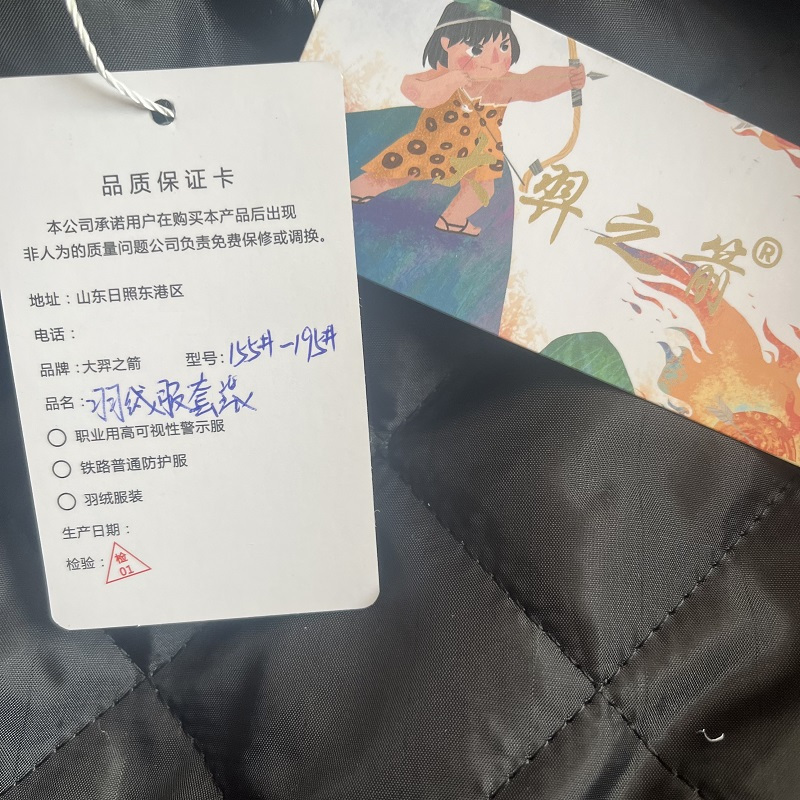 品质保证卡
本公司承诺用户在购买本产品后出现
非人为的质量问题公司负责免费保修或调换。
地址：山东日照东港区
电话：
品牌：大羿之箭 型号：155#-195#
品名：羽绒服套装
职业用高可视性警示服
铁路普通防护服
羽绒服装
生产日期：
检验：检
01
羿之箭®